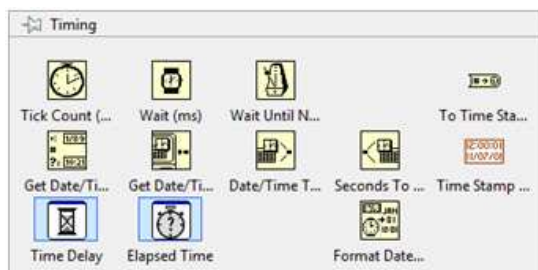 Timing
Tick Count (...
Wait (ms)
Wait Until N...
To Time Sta...
Get Date/Ti...
Get Date/Ti...
Date/Time T...
Seconds To ...
Time Stamp ...
Time Delay
Elapsed Time
Format Date...